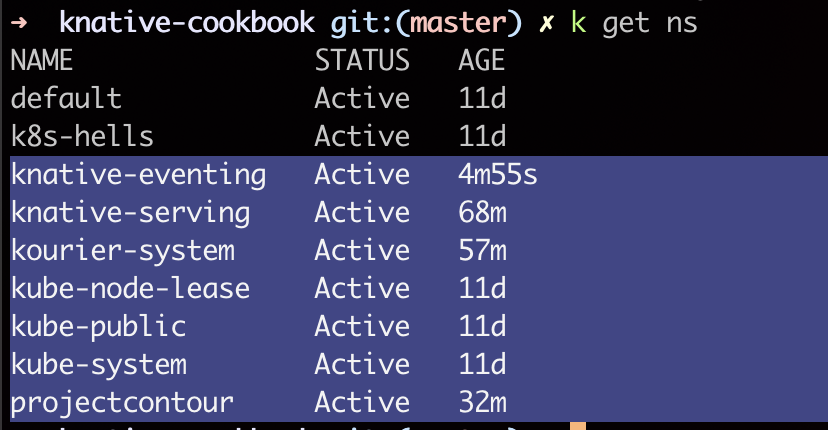 ➜ knative-cookbook git:(master) ✗ k get ns
NAME STATUS AGE
default Active 11d
k8s-hells Active 11d
knative-eventing Active 4m55s
knative-serving Active 68m
kourier-system Active 57m
kube-node-lease Active 11d
kube-public Active 11d
kube-system Active 11d
projectcontour Active 32m